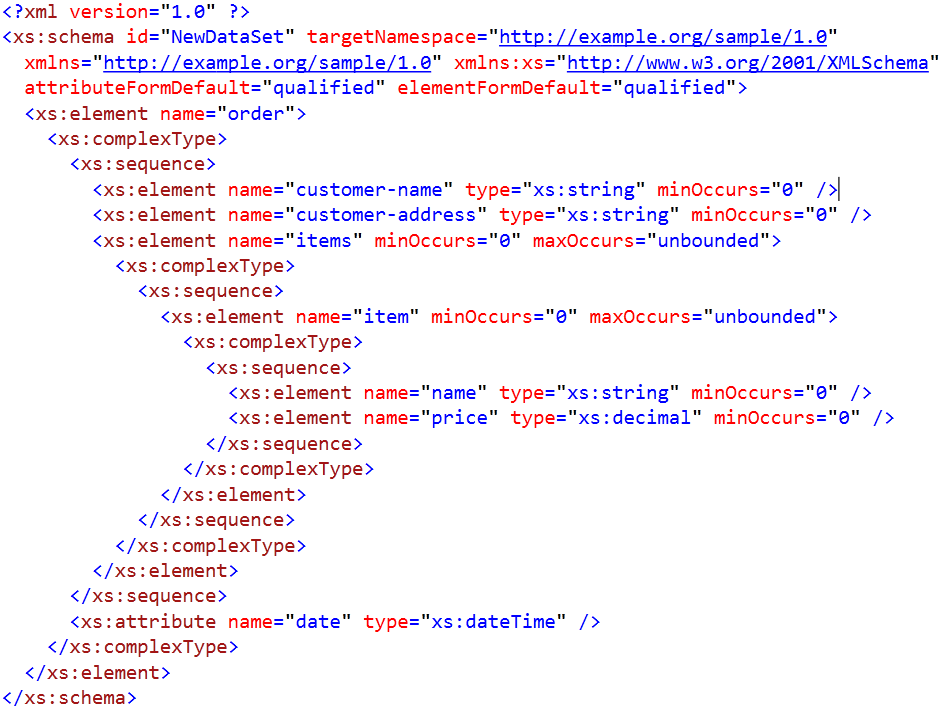 <?xml version="1.0" ?>
<xs:schema id="NewDataSet" targetNamespace="http://example.org/sample/1.0"
  xmlns="http://example.org/sample/1.0" xmlns:xs="http://www.w3.org/2001/XMLSchema"
  attributeFormDefault="qualified" elementFormDefault="qualified">
  <xs:element name="order">
    <xs:complexType>
      <xs:sequence>
        <xs:element name="customer-name" type="xs:string" minOccurs="0" />
        <xs:element name="customer-address" type="xs:string" minOccurs="0" />
        <xs:element name="items" minOccurs="0" maxOccurs="unbounded">
          <xs:complexType>
            <xs:sequence>
              <xs:element name="item" minOccurs="0" maxOccurs="unbounded">
                <xs:complexType>
                  <xs:sequence>
                    <xs:element name="name" type="xs:string" minOccurs="0" />
                    <xs:element name="price" type="xs:decimal" minOccurs="0" />
                  </xs:sequence>
                </xs:complexType>
              </xs:element>
            </xs:sequence>
          </xs:complexType>
        </xs:element>
      </xs:sequence>
      <xs:attribute name="date" type="xs:dateTime" />
    </xs:complexType>
  </xs:element>
</xs:schema>